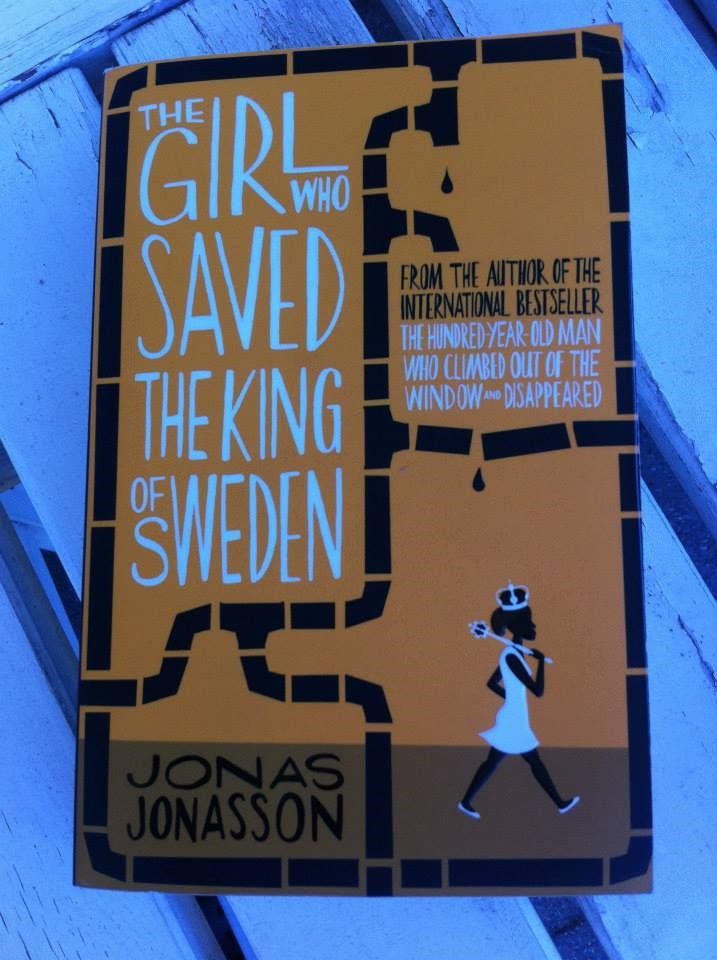 THE
GIRL
WHO
SAVED
THE KING
OF
SWEDEN
FROM THE AUTHOR OF THE
INTERNATIONAL BESTSELLER
THE HUNDRED-YEAR-OLD MAN
WHO CLIMBED OUT OF THE
WINDOW AND DISAPPEARED
JONAS
JONASSON